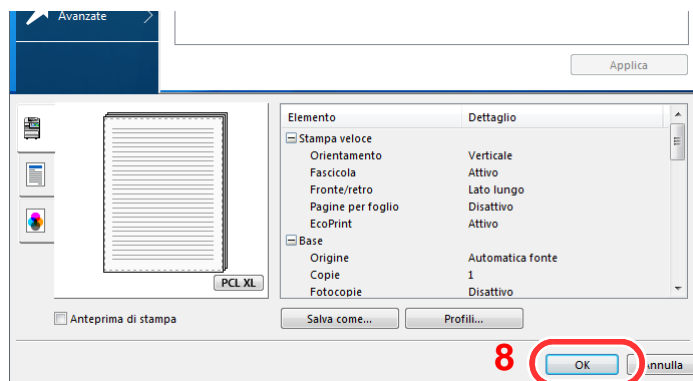 Avanzate
Applica
Elemento Dettaglio
Stampa veloce
Orientamento Verticale
Fascicola Attivo
Fronte/retro Lato lungo
Pagine per foglio Disattivo
EcoPrint Attivo
Base
Origine Automatica fonte
Copie 1
Fotocopie Disattivo
PCL XL
Anteprima di stampa Salva come... Profili...
8 OK nnulla